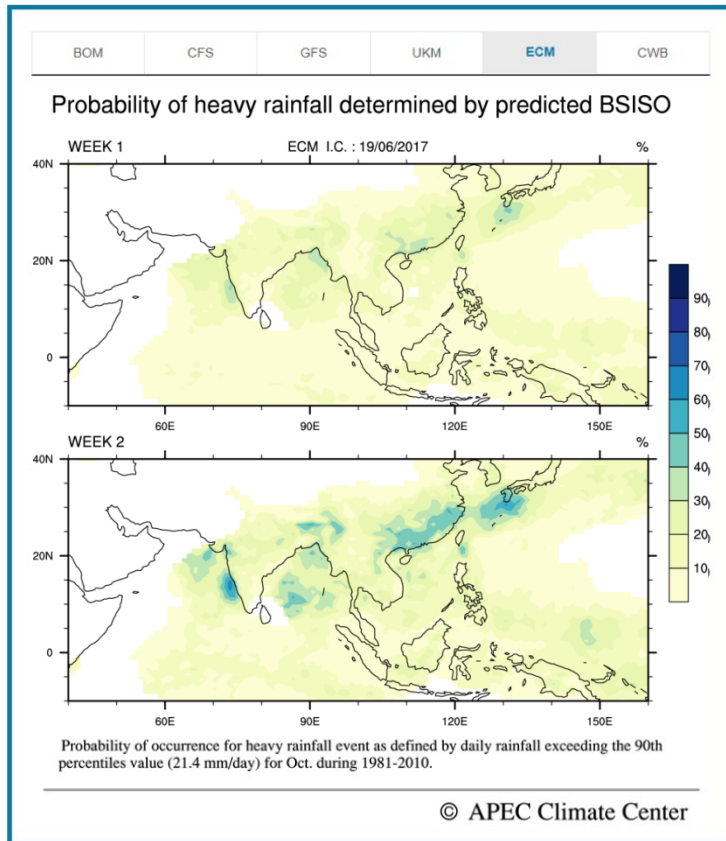 BOM CFS GFS UKM ECM CWB
Probability of heavy rainfall determined by predicted BSISO
WEEK 1 ECM I.C. : 19/06/2017 %
40N
20N
0
60E 90E 120E 150E
WEEK 2 %
40N
20N
0
60E 90E 120E 150E
90
80
70
60
50
40
30
20
10
Probability of occurrence for heavy rainfall event as defined by daily rainfall exceeding the 90th
percentiles value (21.4 mm/day) for Oct. during 1981-2010.
© APEC Climate Center